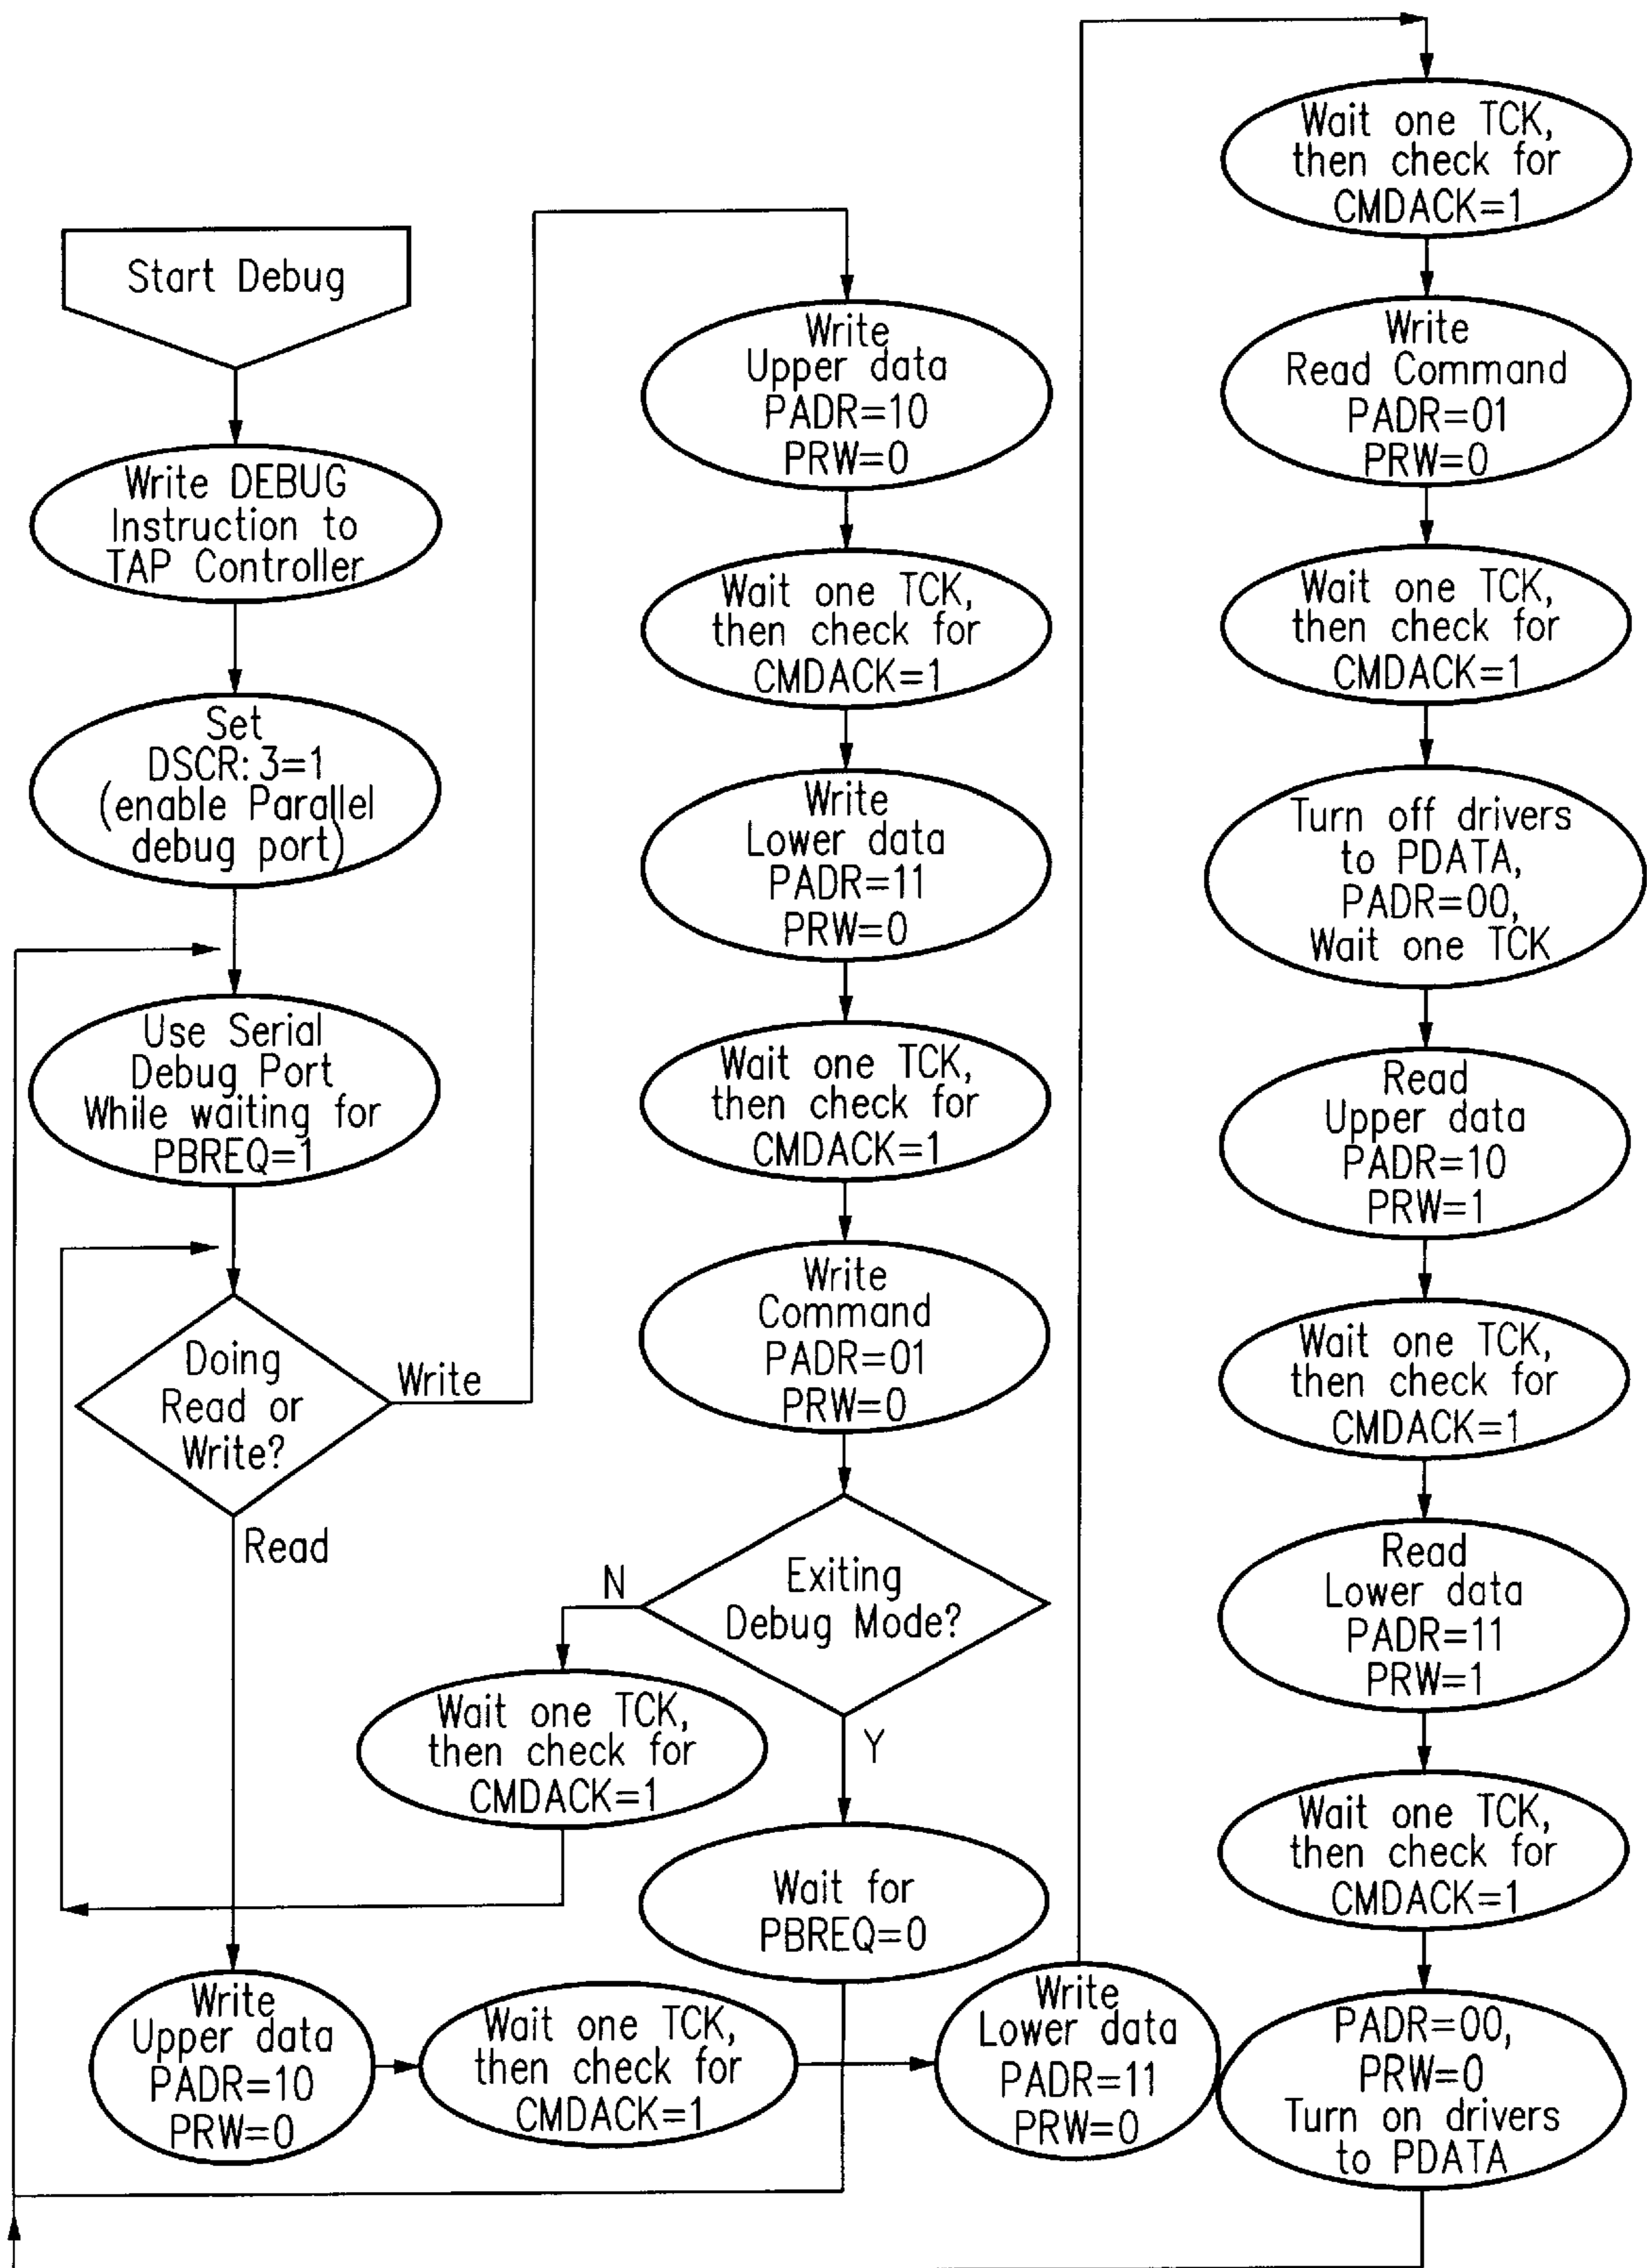 Start Debug
Write DEBUG
Instruction to
TAP Controller
Set
DSCR:3=1
(enable Parallel
debug port)
Use Serial
Debug Port
While waiting for
PBREQ=1
Doing
Read or
Write?
Write
Read
Write
Upper data
PADR=10
PRW=0
Wait one TCK,
then check for
CMDACK=1
Write
Lower data
PADR=11
PRW=0
Write
Upper data
PADR=10
PRW=0
Wait one TCK,
then check for
CMDACK=1
Write
Lower data
PADR=11
PRW=0
Wait one TCK,
then check for
CMDACK=1
Write
Command
PADR=01
PRW=0
Exiting
Debug Mode?
N
Y
Wait one TCK,
then check for
CMDACK=1
Wait for
PBREQ=0
Wait one TCK,
then check for
CMDACK=1
Write
Read Command
PADR=01
PRW=0
Wait one TCK,
then check for
CMDACK=1
Turn off drivers
to PDATA,
PADR=00,
Wait one TCK
Read
Upper data
PADR=10
PRW=1
Wait one TCK,
then check for
CMDACK=1
Read
Lower data
PADR=11
PRW=1
Wait one TCK,
then check for
CMDACK=1
PADR=00,
PRW=0
Turn on drivers
to PDATA